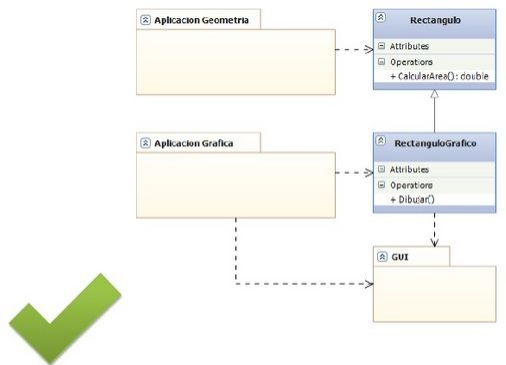 Aplicacion Geometria
Rectangulo
Attributes
Operations
+ CalcularArea() : double
Aplicacion Grafica
RectanguloGrafico
Attributes
Operations
+ Dibujar()
GUI